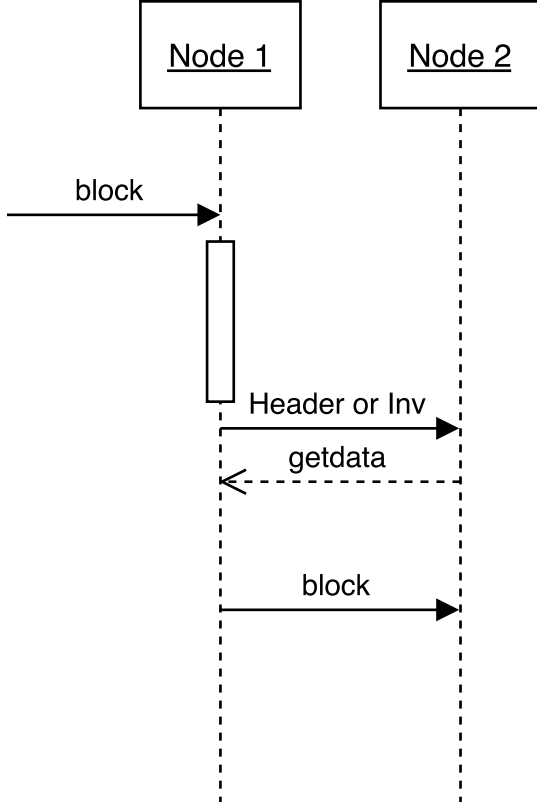 Node 1
Node 2
block
Header or Inv
getdata
block